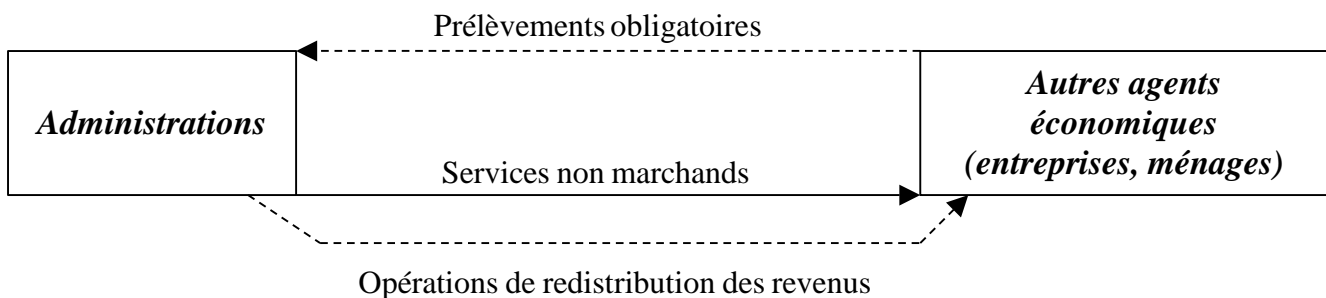 Prélèvements obligatoires
Administrations
Autres agents
économiques
(entreprises, ménages)
Services non marchands
Opérations de redistribution des revenus